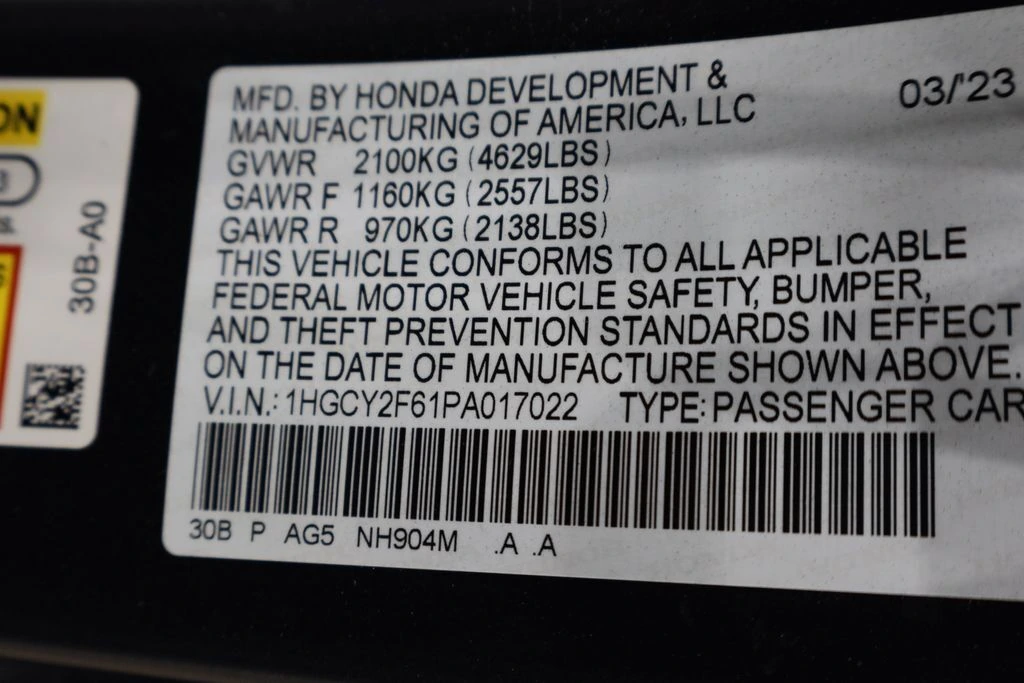 ON
30B-A0
MFD. BY HONDA DEVELOPMENT & 03/'23
MANUFACTURING OF AMERICA, LLC
GVWR 2100KG (4629LBS)
GAWR F 1160KG (2557LBS)
GAWR R 970KG (2138LBS)
THIS VEHICLE CONFORMS TO ALL APPLICABLE
FEDERAL MOTOR VEHICLE SAFETY, BUMPER,
AND THEFT PREVENTION STANDARDS IN EFFECT
ON THE DATE OF MANUFACTURE SHOWN ABOVE.
V.I.N.: 1HGCY2F61PA017022 TYPE: PASSENGER CAR
30B P AG5 NH904M .A .A